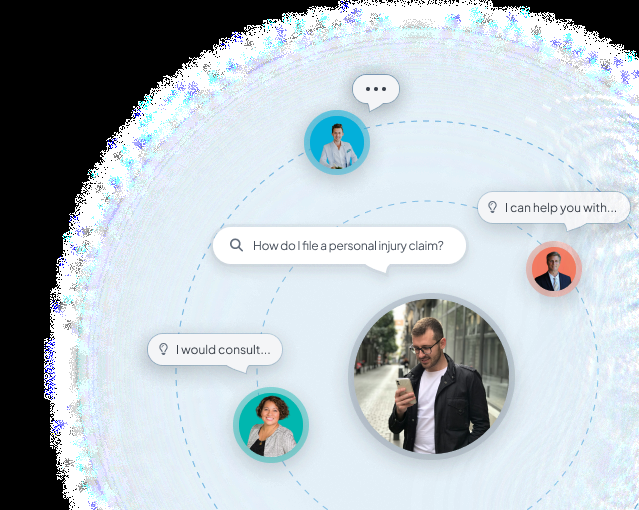 I can help you with...
How do I file a personal injury claim?
I would consult...